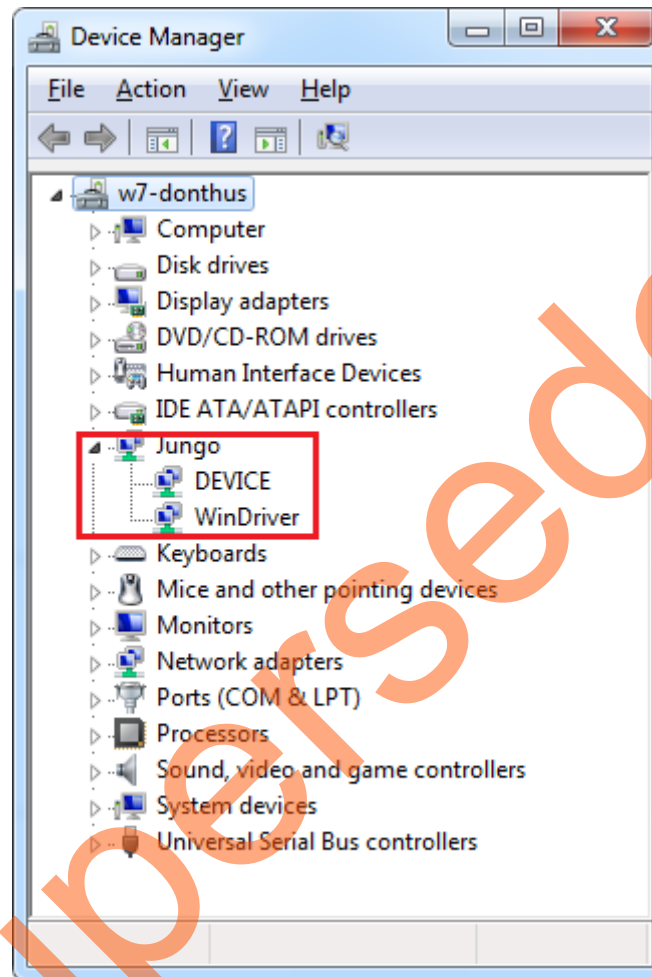 Device Manager
File Action View Help
w7-donthus
Computer
Disk drives
Display adapters
DVD/CD-ROM drives
Human Interface Devices
IDE ATA/ATAPI controllers
Jungo
DEVICE
WinDriver
Keyboards
Mice and other pointing devices
Monitors
Network adapters
Ports (COM & LPT)
Processors
Sound, video and game controllers
System devices
Universal Serial Bus controllers